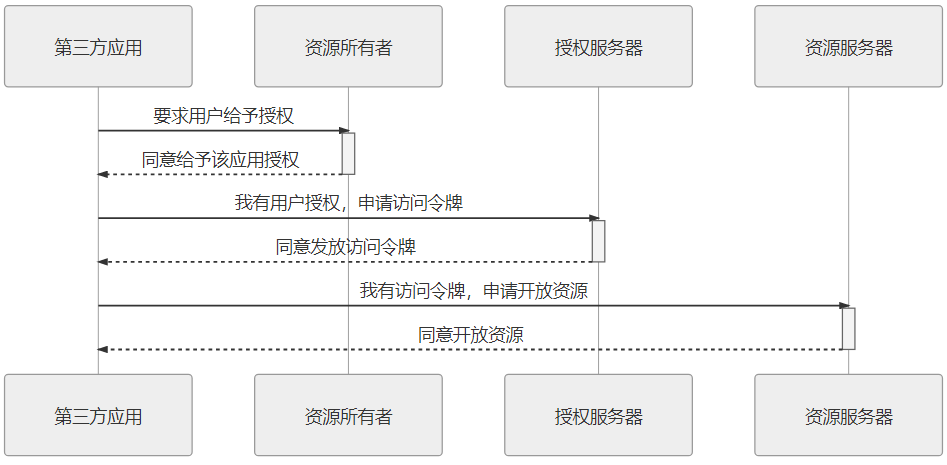 第三方应用
资源所有者
授权服务器
资源服务器
要求用户给予授权
同意给予该应用授权
我有用户授权，申请访问令牌
同意发放访问令牌
我有访问令牌，申请开放资源
同意开放资源
第三方应用
资源所有者
授权服务器
资源服务器